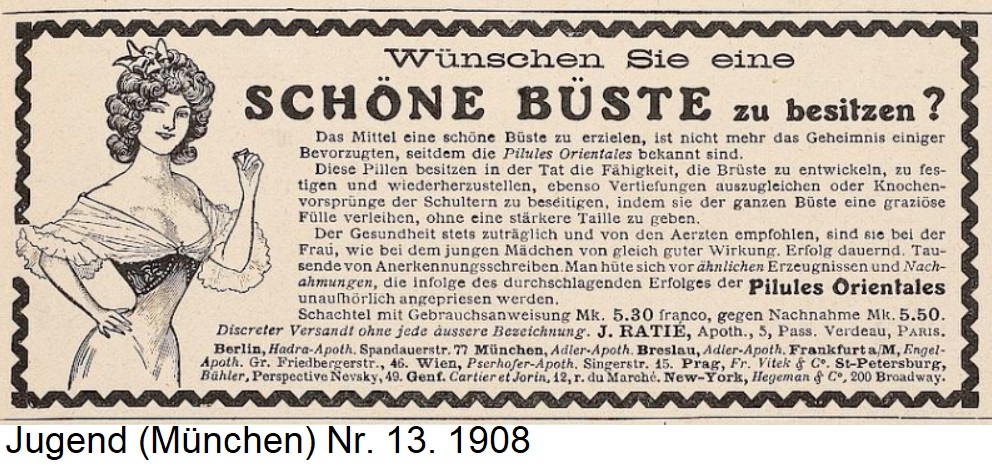 Wünschen Sie eine
SCHÖNE BÜSTE zu besitzen?
Das Mittel eine schöne Büste zu erzielen, ist nicht mehr das Geheimnis einiger
Bevorzugten, seitdem die Pilules Orientales bekannt sind.
Diese Pillen besitzen in der Tat die Fähigkeit, die Brüste zu entwickeln, zu fes-
tigen und wiederherzustellen, ebenso Vertiefungen auszugleichen oder Knochen-
vorsprünge der Schultern zu beseitigen, indem sie der ganzen Büste eine graziöse
Fülle verleihen, ohne eine stärkere Taille zu geben.
Der Gesundheit stets zuträglich und von den Aerzten empfohlen, sind sie bei der
Frau, wie bei dem jungen Mädchen von gleich guter Wirkung. Erfolg dauernd. Tau-
sende von Anerkennungsschreiben. Man hüte sich vor ähnlichen Erzeugnissen und Nach-
ahmungen, die infolge des durchschlagenden Erfolges der Pilules Orientales
unaufhörlich angepriesen werden.
Schachtel mit Gebrauchsanweisung Mk. 5.30 franco, gegen Nachnahme Mk. 5.50.
Discreter Versandt ohne jede äussere Bezeichnung. J. RATIÉ, Apoth., 5, Pass. Verdeau, PARIS.
Berlin, Hadra-Apoth. Spandauerstr. 77 München, Adler-Apoth. Breslau, Adler-Apoth. Frankfurt a/M, Engel-
Apoth. Gr. Friedbergerstr., 46. Wien, Pserhofer-Apoth. Singerstr. 15. Prag, Fr. Vitek & Cº. St-Petersburg,
Bühler, Perspective Nevsky, 49. Genf. Cartier et Jorin, 12, r. du Marché. New-York, Hegeman & Cº, 200 Broadway.
Jugend (München) Nr. 13. 1908